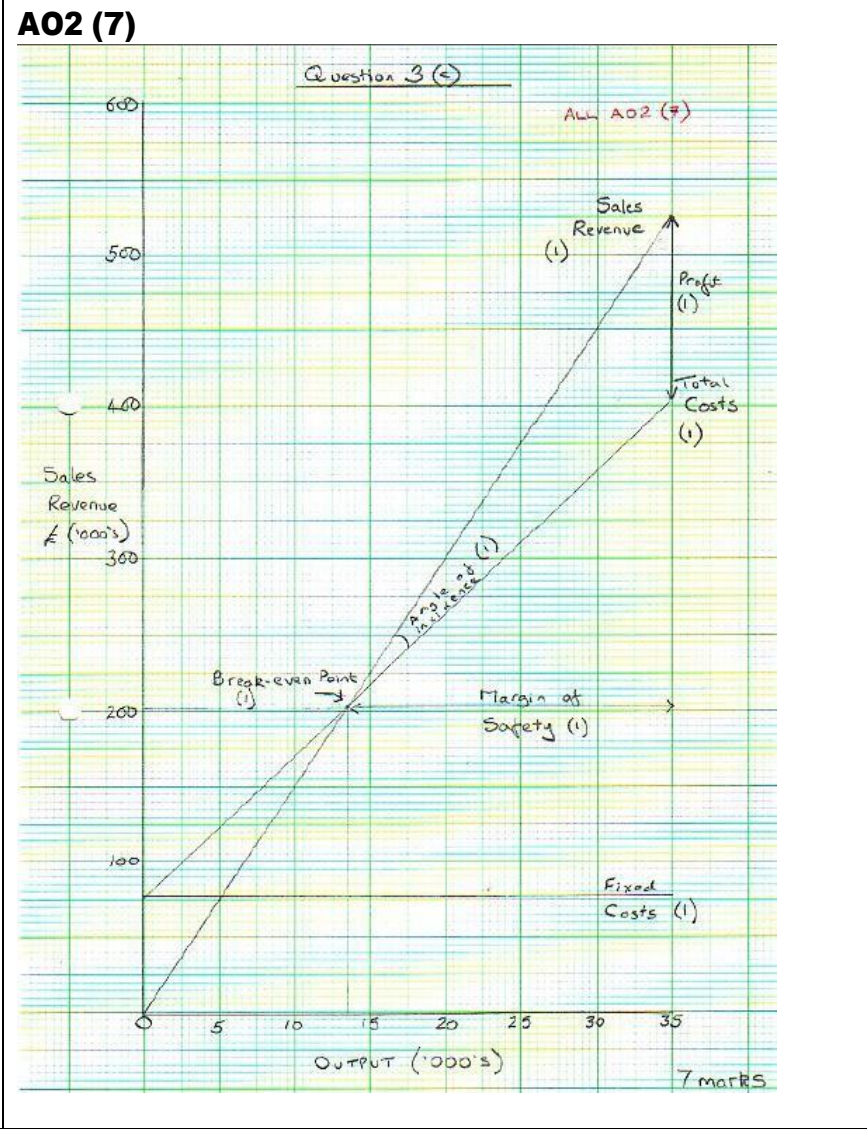 AO2 (7)
Question 3 (c)
ALL AO2 (7)
600
500
400
300
200
100
0
Sales
Revenue
£ ('000's)
Sales
Revenue
(1)
Profit
(1)
Total
Costs
(1)
Angle of
incidence (1)
Break-even Point
(1)
Margin of
Safety (1)
Fixed
Costs (1)
5
10
15
20
25
30
35
OUTPUT ('000's)
7 marks